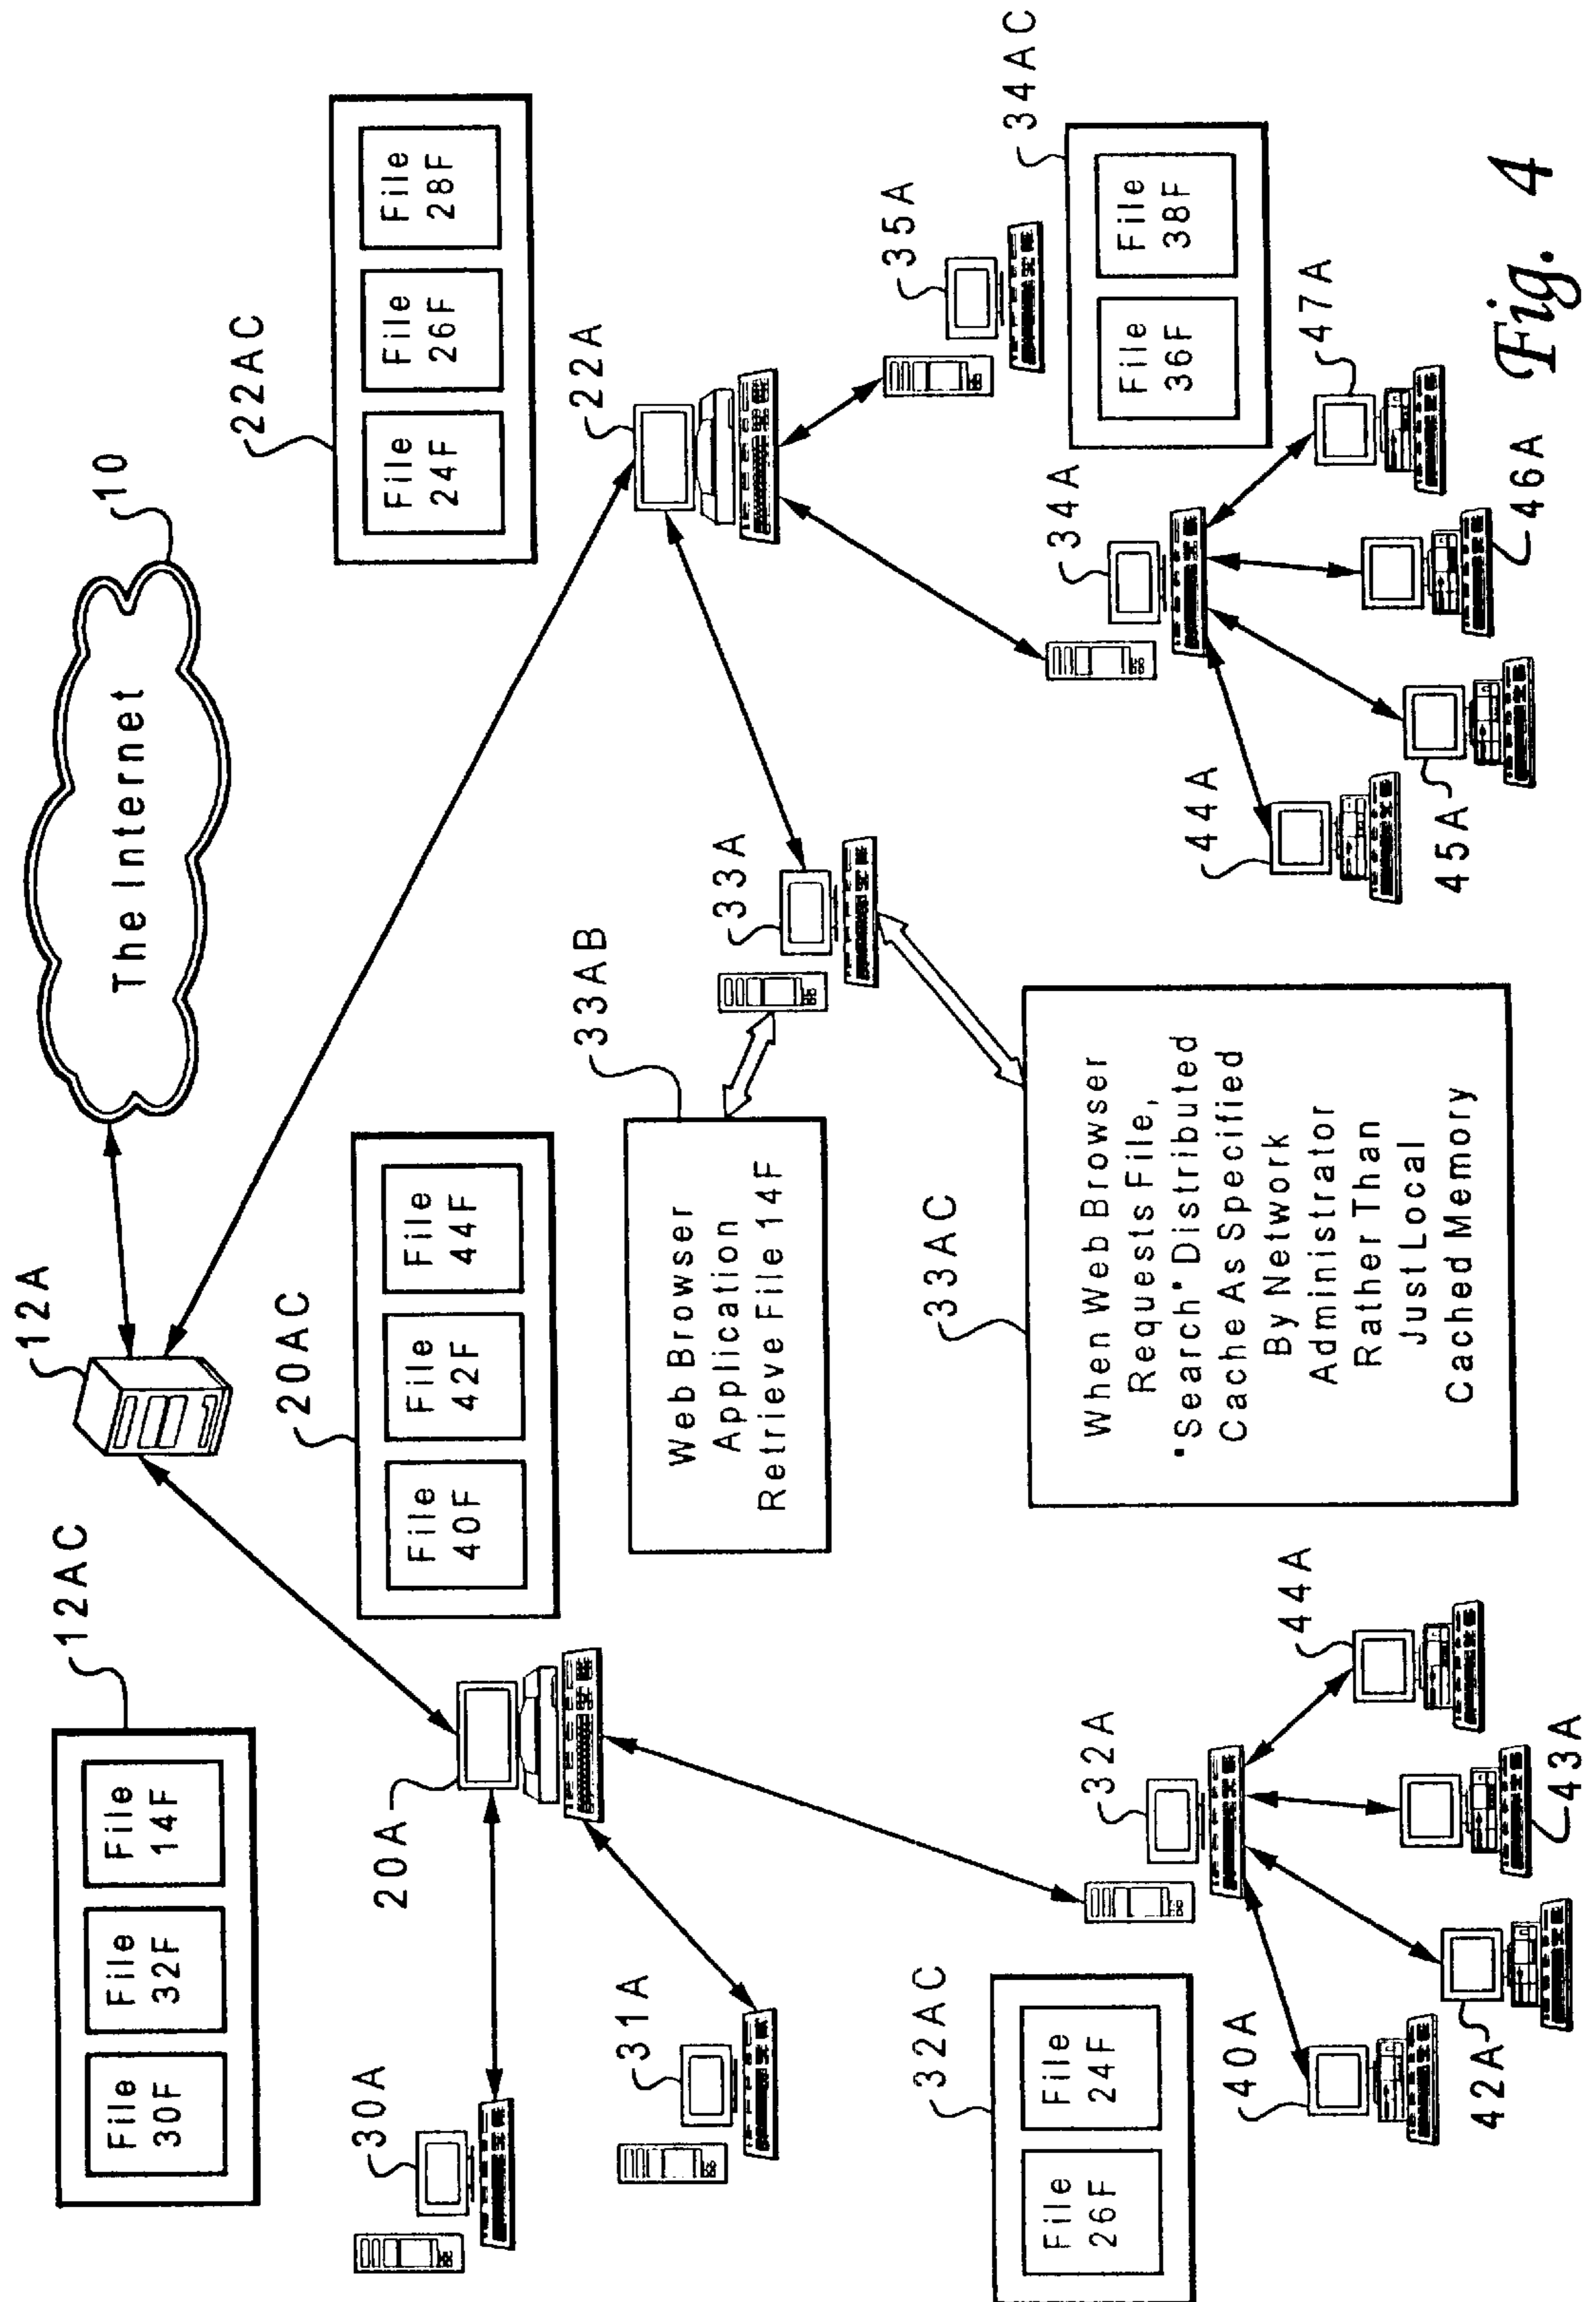 The Internet
10
12A
12AC
File
30F
File
32F
File
14F
22AC
File
24F
File
26F
File
28F
20AC
File
40F
File
42F
File
44F
20A
22A
30A
31A
33AB
Web Browser
Application
Retrieve File 14F
33A
35A
34AC
File
36F
File
38F
32AC
File
26F
File
24F
32A
33AC
When Web Browser
Requests File,
"Search" Distributed
Cache As Specified
By Network
Administrator
Rather Than
Just Local
Cached Memory
34A
40A
42A
43A
44A
44A
45A
46A
47A
Fig. 4